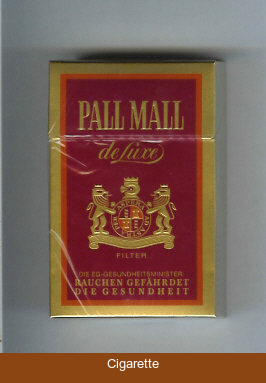 PALL MALL
de Luxe
FILTER
DIE EG-GESUNDHEITSMINISTER:
RAUCHEN GEFÄHRDET
DIE GESUNDHEIT
Cigarette